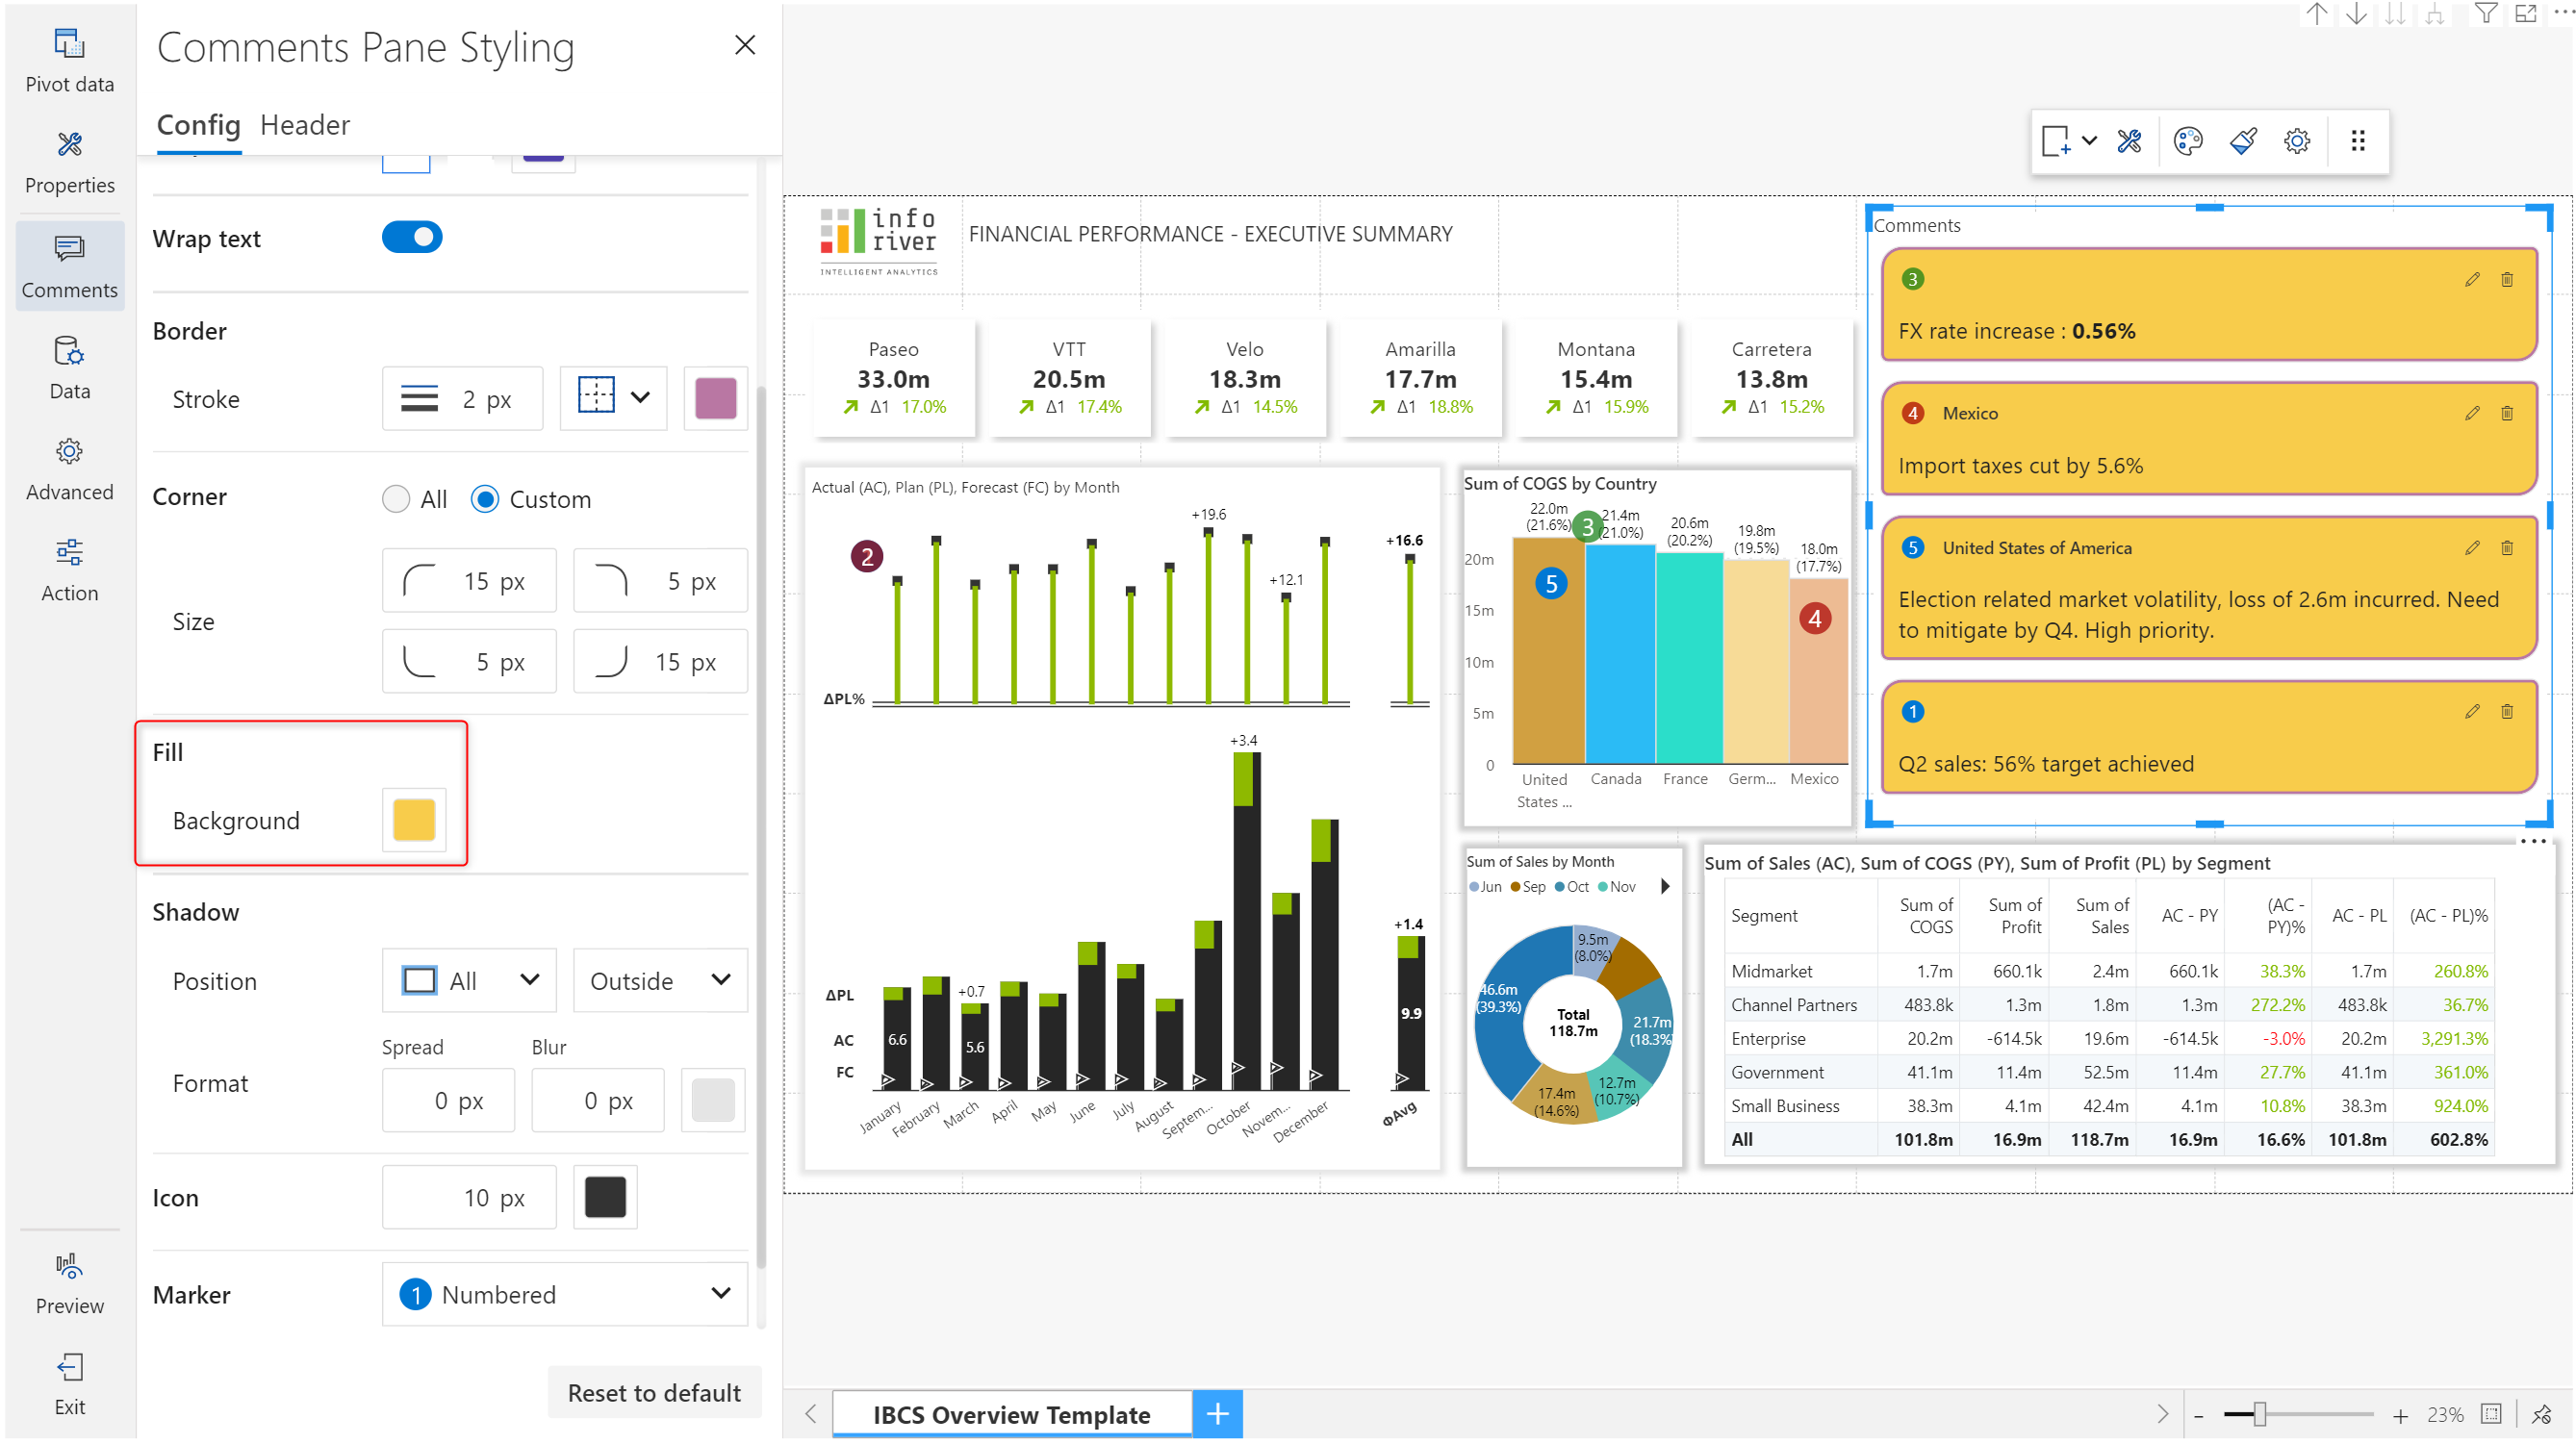 Pivot data
Properties
Comments
Data
Advanced
Action
Preview
Exit
Comments Pane Styling
Config Header
Wrap text
Border
Stroke 2 px
Corner All Custom
15 px 5 px
Size
5 px 15 px
Fill
Background
Shadow
Position All Outside
Spread Blur
Format 0 px 0 px
Icon 10 px
Marker 1 Numbered
Reset to default
info
river
INTELLIGENT ANALYTICS
FINANCIAL PERFORMANCE - EXECUTIVE SUMMARY
Paseo
33.0m
Δ1 17.0%
VTT
20.5m
Δ1 17.4%
Velo
18.3m
Δ1 14.5%
Amarilla
17.7m
Δ1 18.8%
Montana
15.4m
Δ1 15.9%
Carretera
13.8m
Δ1 15.2%
Actual (AC), Plan (PL), Forecast (FC) by Month
2
+19.6
+12.1
+16.6
ΔPL%
+3.4
+0.7
+1.4
ΔPL
AC
FC
6.6
5.6
9.9
January
February
March
April
May
June
July
August
Septem...
October
Novem...
December
ΦAvg
Sum of COGS by Country
22.0m
(21.6%)
3
21.4m
(21.0%)
20.6m
(20.2%)
19.8m
(19.5%)
18.0m
(17.7%)
20m
15m
10m
5m
0
5
4
United
States ...
Canada
France
Germ...
Mexico
Comments
3
FX rate increase : 0.56%
4 Mexico
Import taxes cut by 5.6%
5 United States of America
Election related market volatility, loss of 2.6m incurred. Need
to mitigate by Q4. High priority.
1
Q2 sales: 56% target achieved
Sum of Sales by Month
Jun Sep Oct Nov
9.5m
(8.0%)
46.6m
(39.3%)
Total
118.7m
21.7m
(18.3%
12.7m
(10.7%)
17.4m
(14.6%)
Sum of Sales (AC), Sum of COGS (PY), Sum of Profit (PL) by Segment
Segment Sum of COGS Sum of Profit Sum of Sales AC - PY (AC - PY)% AC - PL (AC - PL)%
Midmarket 1.7m 660.1k 2.4m 660.1k 38.3% 1.7m 260.8%
Channel Partners 483.8k 1.3m 1.8m 1.3m 272.2% 483.8k 36.7%
Enterprise 20.2m -614.5k 19.6m -614.5k -3.0% 20.2m 3,291.3%
Government 41.1m 11.4m 52.5m 11.4m 27.7% 41.1m 361.0%
Small Business 38.3m 4.1m 42.4m 4.1m 10.8% 38.3m 924.0%
All 101.8m 16.9m 118.7m 16.9m 16.6% 101.8m 602.8%
IBCS Overview Template +
- + 23%